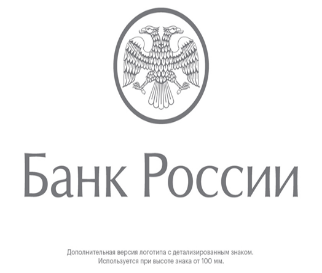 Банк России
Дополнительная версия логотипа с детализированным знаком.
Используется при высоте знака от 100 мм.